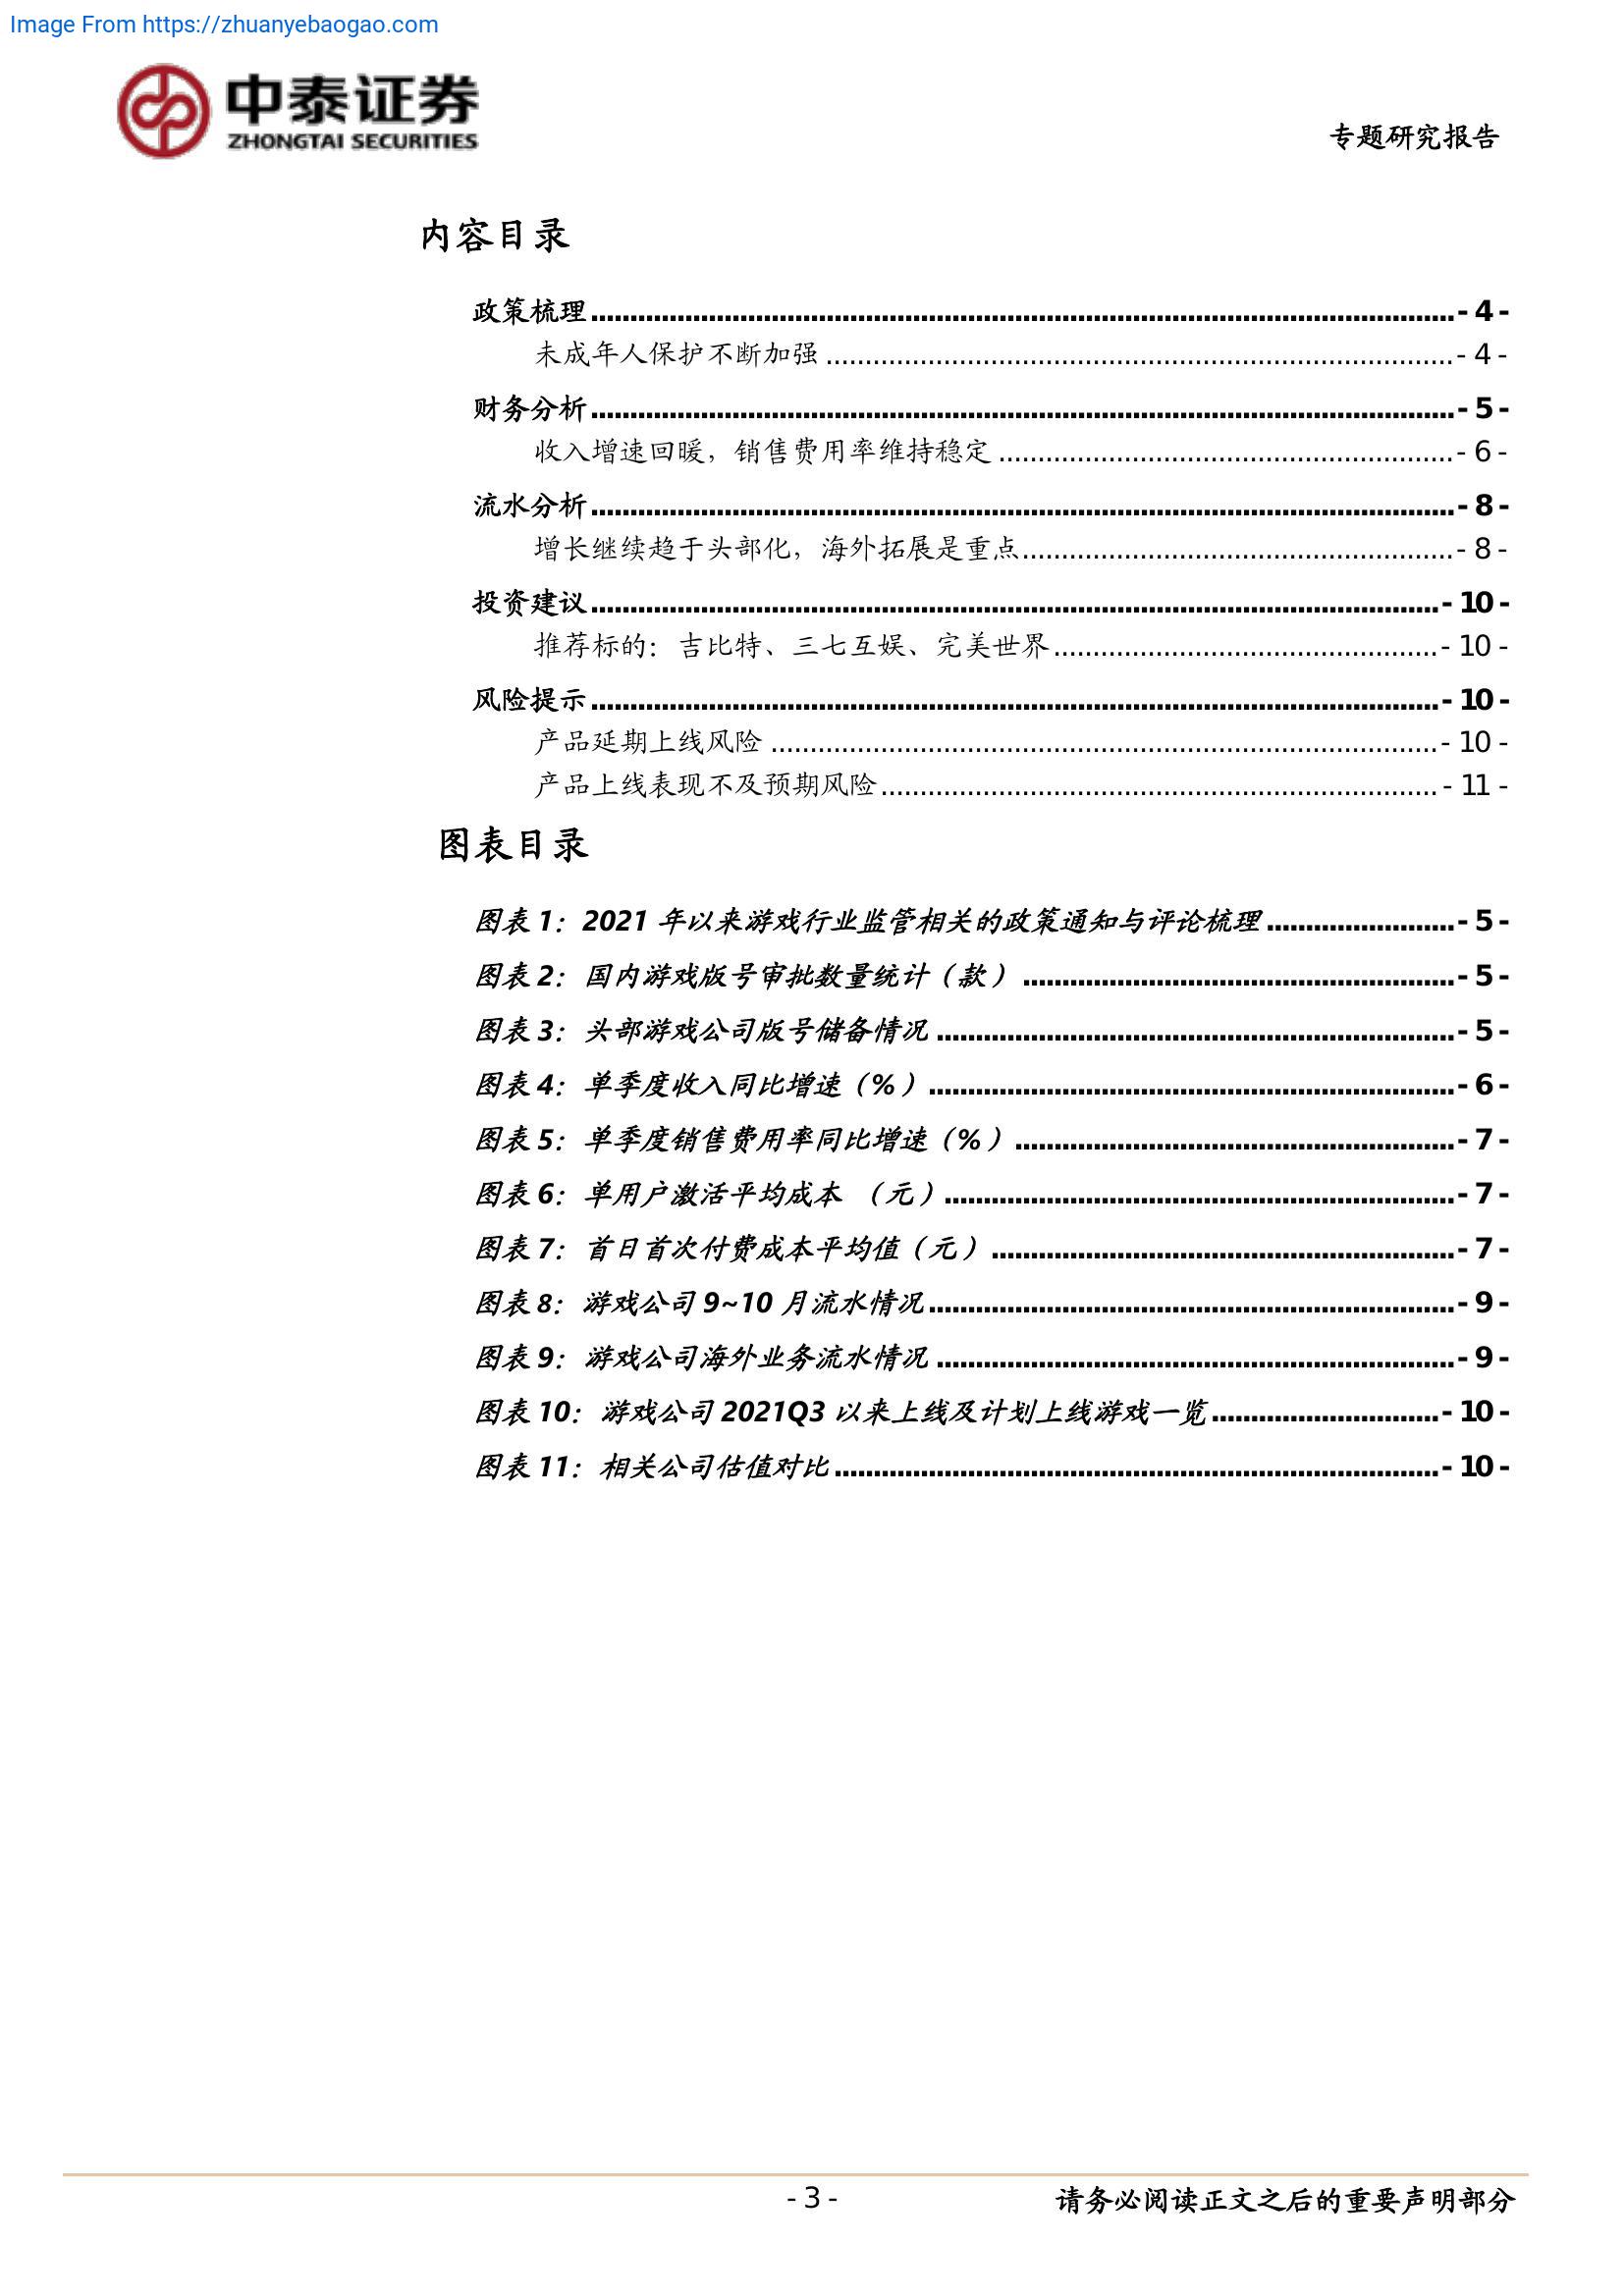 Image From https://zhuanyebaogao.com
中泰证券
ZHONGTAI SECURITIES
专题研究报告
内容目录
政策梳理 - 4 -
未成年人保护不断加强 - 4 -
财务分析 - 5 -
收入增速回暖，销售费用率维持稳定 - 6 -
流水分析 - 8 -
增长继续趋于头部化，海外拓展是重点 - 8 -
投资建议 - 10 -
推荐标的：吉比特、三七互娱、完美世界 - 10 -
风险提示 - 10 -
产品延期上线风险 - 10 -
产品上线表现不及预期风险 - 11 -
图表目录
图表 1：2021 年以来游戏行业监管相关的政策通知与评论梳理 - 5 -
图表 2：国内游戏版号审批数量统计（款） - 5 -
图表 3：头部游戏公司版号储备情况 - 5 -
图表 4：单季度收入同比增速（%） - 6 -
图表 5：单季度销售费用率同比增速（%） - 7 -
图表 6：单用户激活平均成本 （元） - 7 -
图表 7：首日首次付费成本平均值（元） - 7 -
图表 8：游戏公司 9~10 月流水情况 - 9 -
图表 9：游戏公司海外业务流水情况 - 9 -
图表 10：游戏公司 2021Q3 以来上线及计划上线游戏一览 - 10 -
图表 11：相关公司估值对比 - 10 -
- 3 -
请务必阅读正文之后的重要声明部分